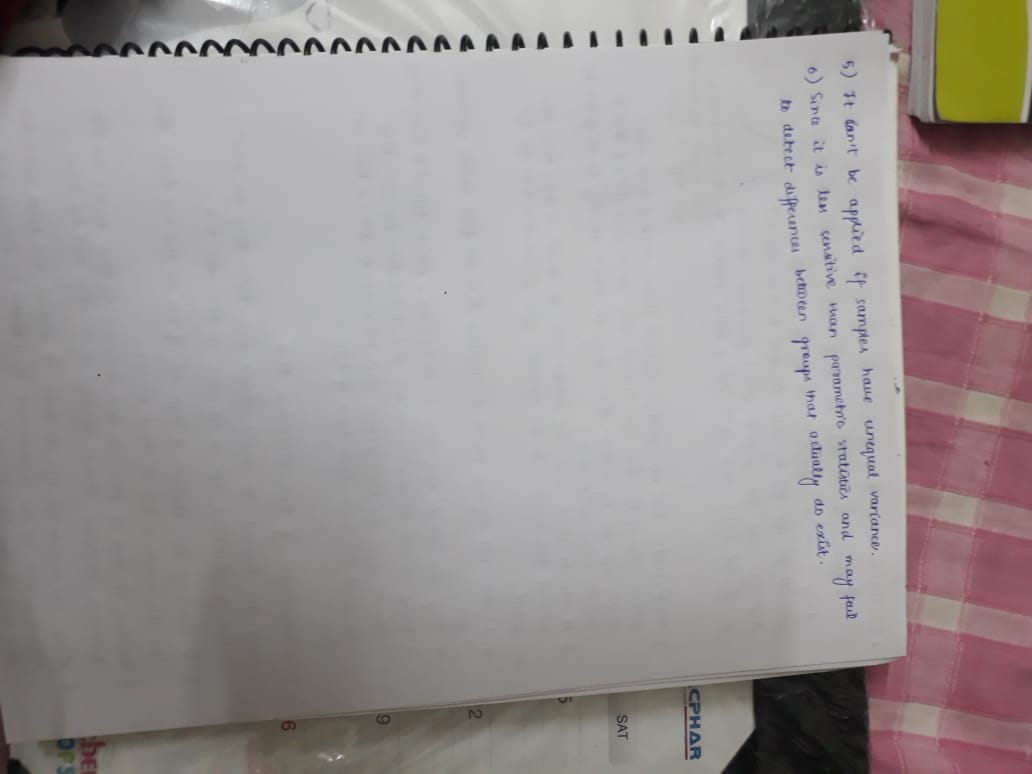 5) It can't be applied if samples have unequal variance.
6) Since it is less sensitive than parametric statistics and may fail
to detect differences between groups that actually do exist.
CPHAR
SAT
2
9
6